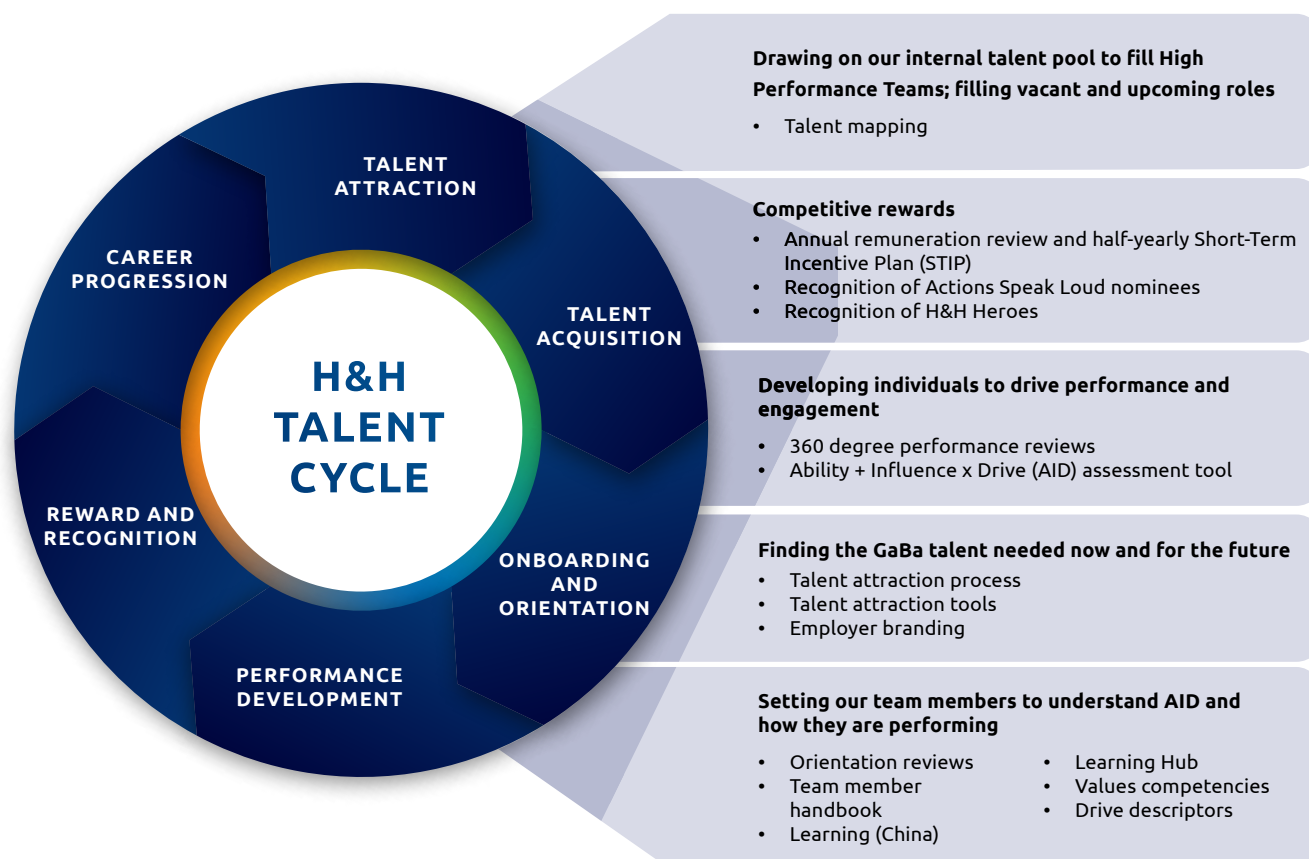 TALENT
ATTRACTION
TALENT
ACQUISITION
ONBOARDING
AND
ORIENTATION
PERFORMANCE
DEVELOPMENT
REWARD AND
RECOGNITION
CAREER
PROGRESSION
H&H
TALENT
CYCLE
Drawing on our internal talent pool to fill High
Performance Teams; filling vacant and upcoming roles
• Talent mapping
Competitive rewards
• Annual remuneration review and half-yearly Short-Term
Incentive Plan (STIP)
• Recognition of Actions Speak Loud nominees
• Recognition of H&H Heroes
Developing individuals to drive performance and
engagement
• 360 degree performance reviews
• Ability + Influence x Drive (AID) assessment tool
Finding the GaBa talent needed now and for the future
• Talent attraction process
• Talent attraction tools
• Employer branding
Setting our team members to understand AID and
how they are performing
• Orientation reviews
• Team member
handbook
• Learning (China)
• Learning Hub
• Values competencies
• Drive descriptors